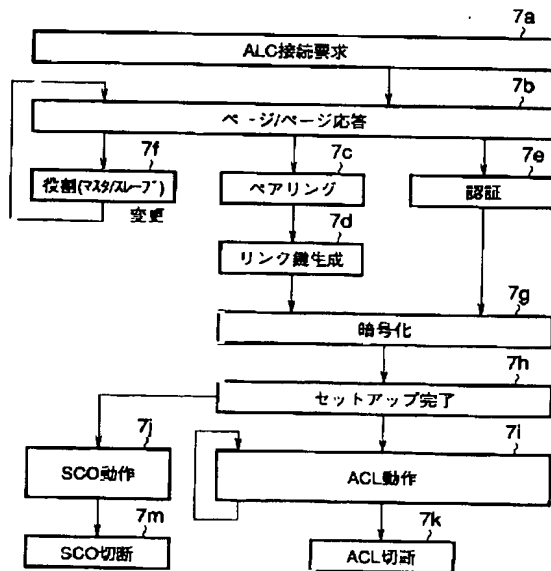 7a
ALC接続要求
7b
ページ/ページ応答
7f
役割(マスタ/スレーブ)
変更
7c
ペアリング
7e
認証
7d
リンク鍵生成
7g
暗号化
7h
セットアップ完了
7j
SCO動作
7i
ACL動作
7m
SCO切断
7k
ACL切断